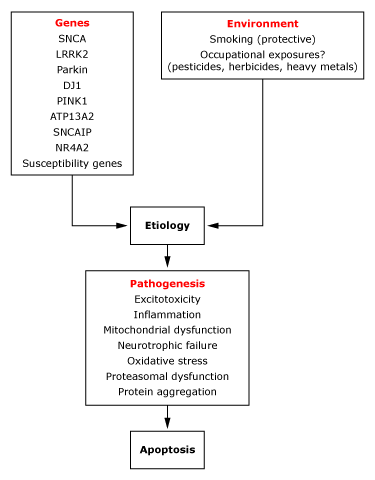 Genes
SNCA
LRRK2
Parkin
DJ1
PINK1
ATP13A2
SNCAIP
NR4A2
Susceptibility genes
Environment
Smoking (protective)
Occupational exposures?
(pesticides, herbicides, heavy metals)
Etiology
Pathogenesis
Excitotoxicity
Inflammation
Mitochondrial dysfunction
Neurotrophic failure
Oxidative stress
Proteasomal dysfunction
Protein aggregation
Apoptosis